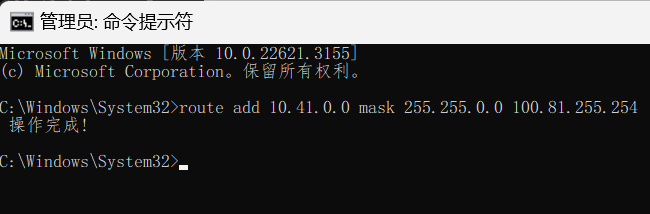 管理员: 命令提示符
Microsoft Windows [版本 10.0.22621.3155]
(c) Microsoft Corporation。保留所有权利。
C:\Windows\System32>route add 10.41.0.0 mask 255.255.0.0 100.81.255.254
操作完成!
C:\Windows\System32>